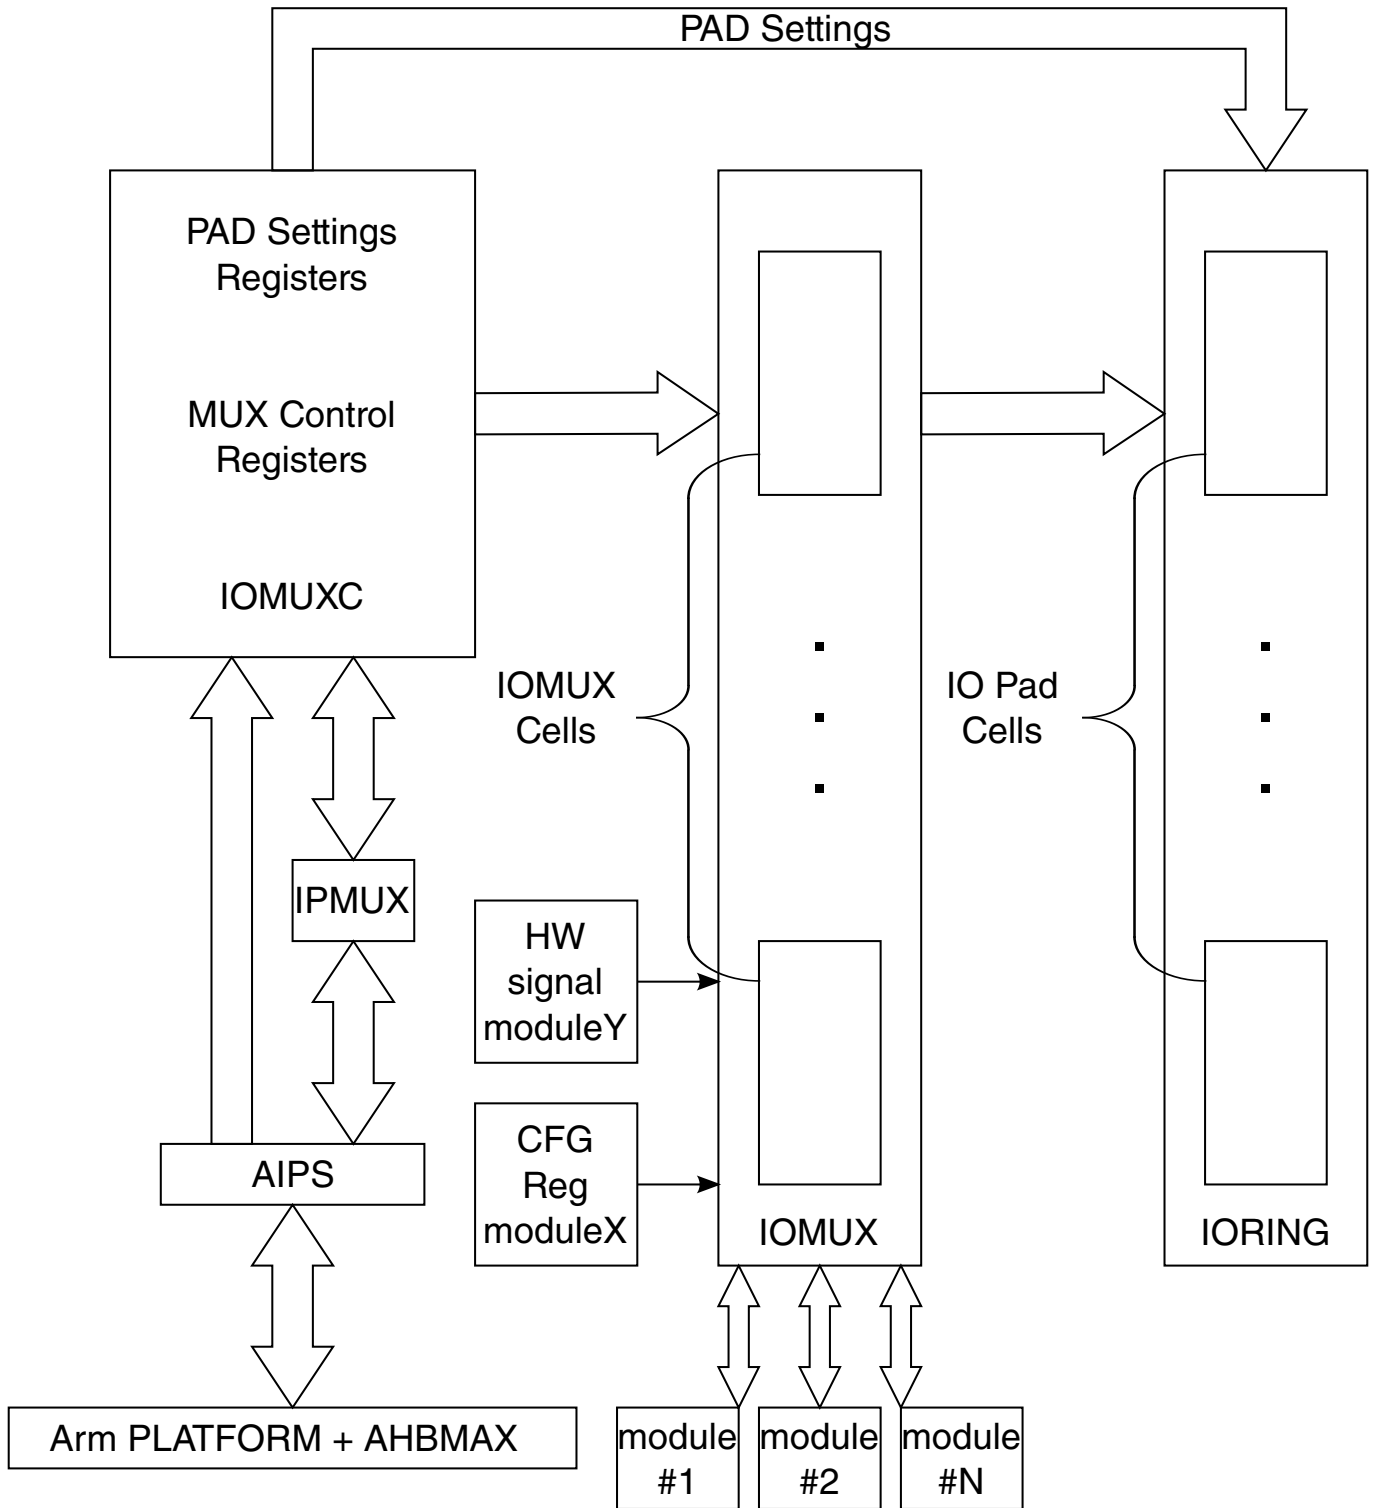 PAD Settings
PAD Settings
Registers
MUX Control
Registers
IOMUXC
IOMUX
Cells
IO Pad
Cells
IPMUX
HW
signal
moduleY
CFG
Reg
moduleX
AIPS
IOMUX
IORING
Arm PLATFORM + AHBMAX
module
#1
module
#2
module
#N